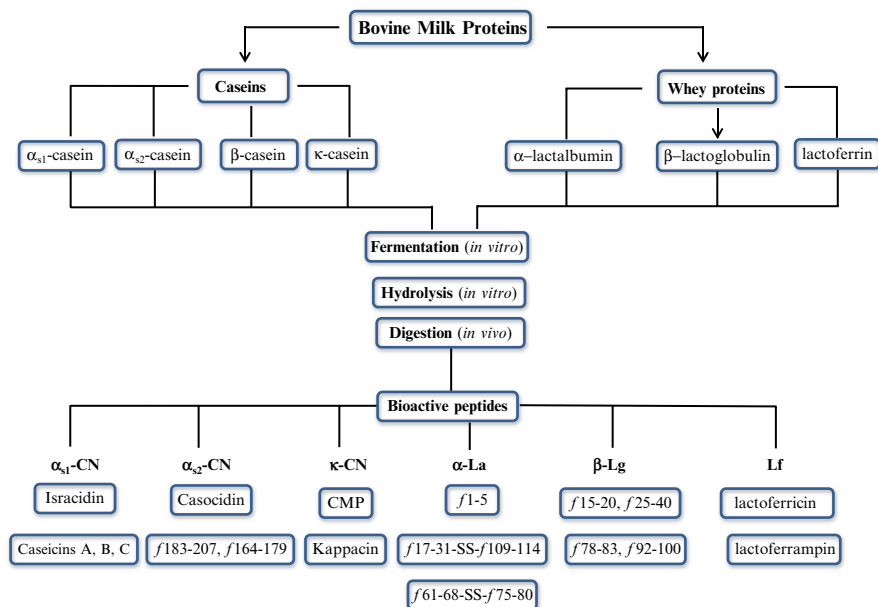 Bovine Milk Proteins
Caseins
Whey proteins
αs1-casein
αs2-casein
β-casein
κ-casein
α–lactalbumin
β–lactoglobulin
lactoferrin
Fermentation (in vitro)
Hydrolysis (in vitro)
Digestion (in vivo)
Bioactive peptides
αs1-CN
αs2-CN
κ-CN
α-La
β-Lg
Lf
Isracidin
Casocidin
CMP
f1-5
f15-20, f25-40
lactoferricin
Caseicins A, B, C
f183-207, f164-179
Kappacin
f17-31-SS-f109-114
f78-83, f92-100
lactoferrampin
f61-68-SS-f75-80